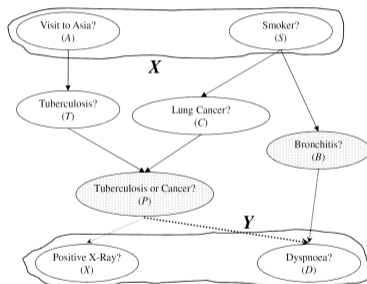 Visit to Asia?
(A)
Smoker?
(S)
X
Tuberculosis?
(T)
Lung Cancer?
(C)
Bronchitis?
(B)
Tuberculosis or Cancer?
(P)
Y
Positive X-Ray?
(X)
Dyspnoea?
(D)